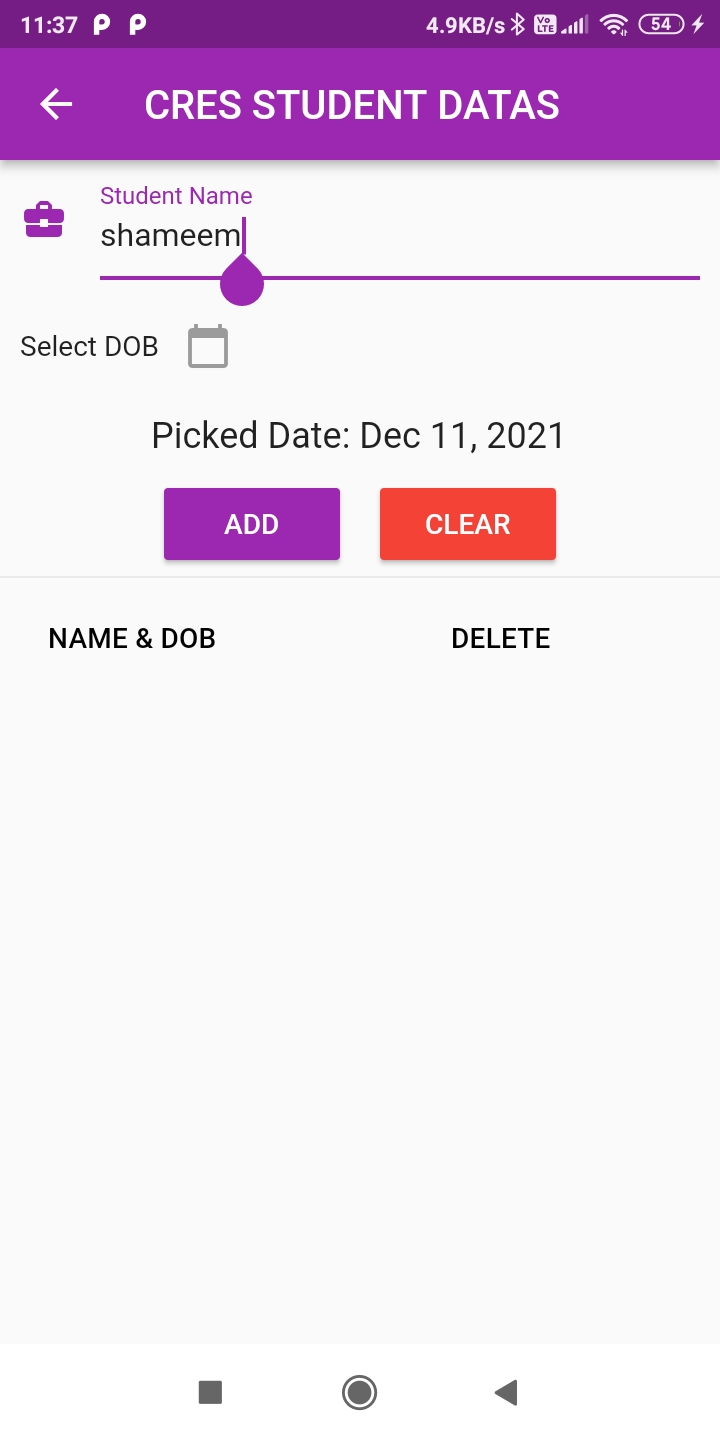 11:37 4.9KB/s Vo LTE 54
CRES STUDENT DATAS
Student Name
shameem
Select DOB
Picked Date: Dec 11, 2021
ADD CLEAR
NAME & DOB DELETE